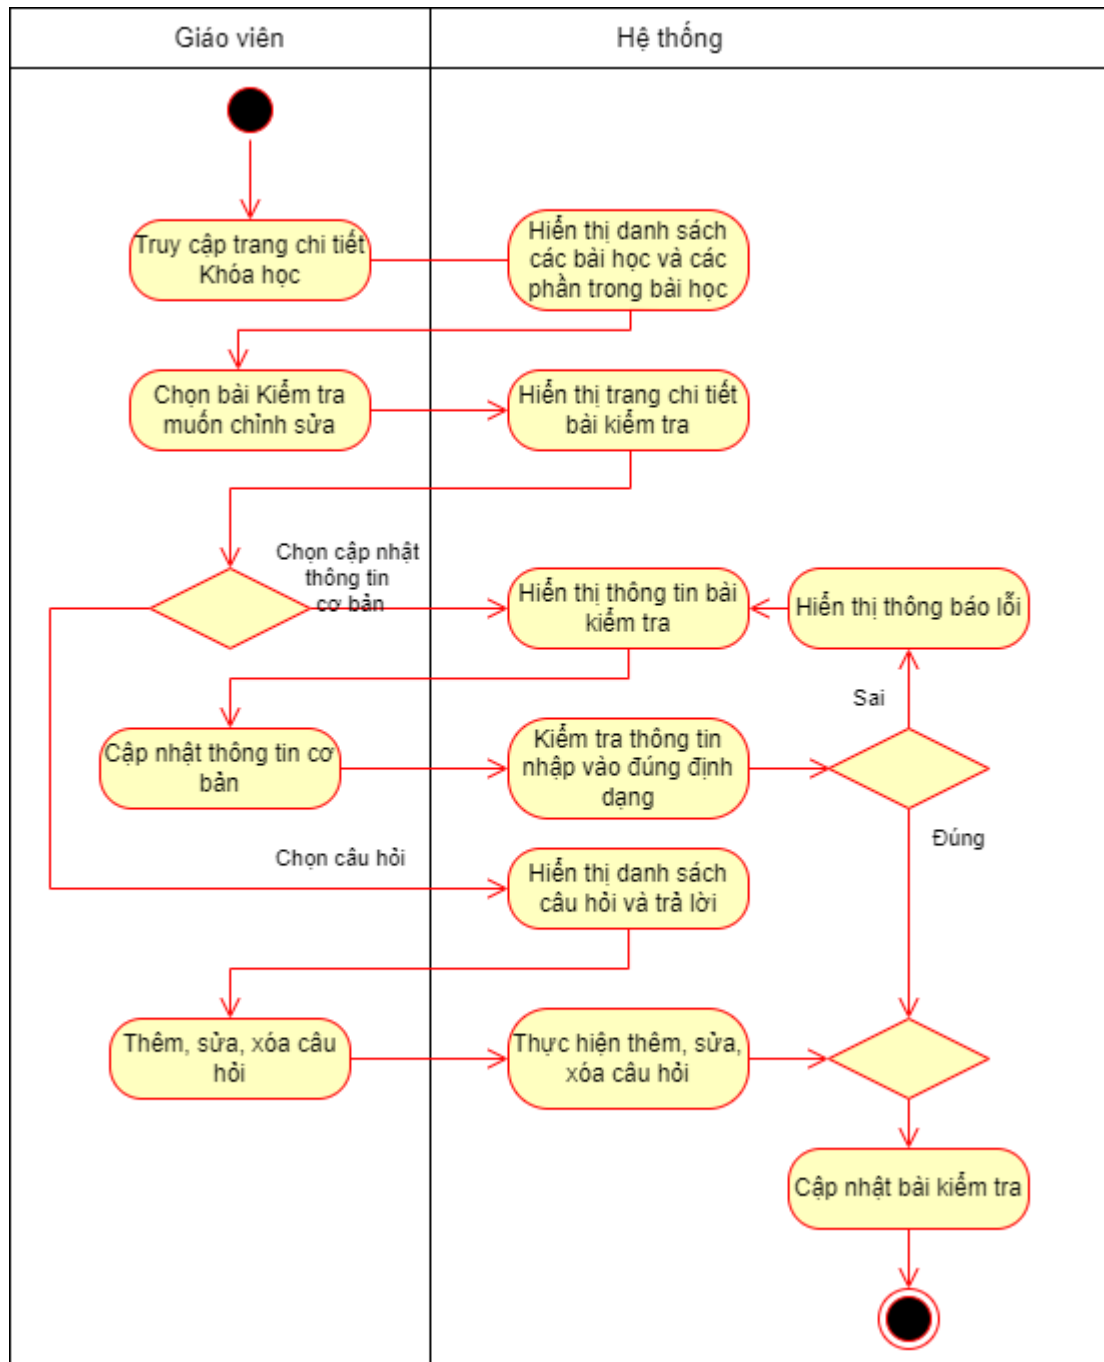 Giáo viên
Hệ thống
Truy cập trang chi tiết
Khóa học
Hiển thị danh sách
các bài học và các
phần trong bài học
Chọn bài Kiểm tra
muốn chỉnh sửa
Hiển thị trang chi tiết
bài kiểm tra
Chọn cập nhật
thông tin
cơ bản
Hiển thị thông tin bài
kiểm tra
Hiển thị thông báo lỗi
Sai
Cập nhật thông tin cơ
bản
Kiểm tra thông tin
nhập vào đúng định
dạng
Đúng
Chọn câu hỏi
Hiển thị danh sách
câu hỏi và trả lời
Thêm, sửa, xóa câu
hỏi
Thực hiện thêm, sửa,
xóa câu hỏi
Cập nhật bài kiểm tra